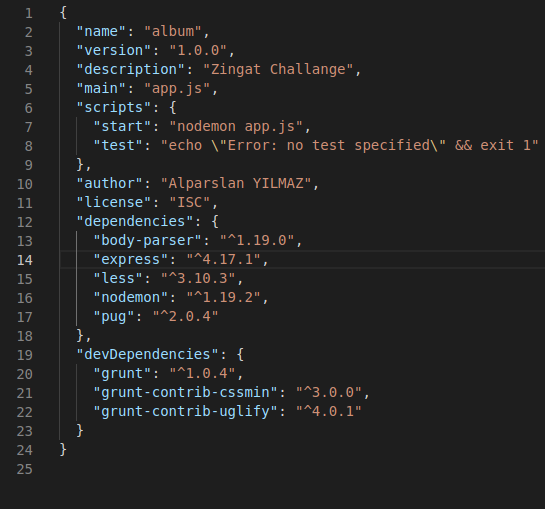 1 {
2   "name": "album",
3   "version": "1.0.0",
4   "description": "Zingat Challange",
5   "main": "app.js",
6   "scripts": {
7     "start": "nodemon app.js",
8     "test": "echo \"Error: no test specified\" && exit 1"
9   },
10   "author": "Alparslan YILMAZ",
11   "license": "ISC",
12   "dependencies": {
13     "body-parser": "^1.19.0",
14     "express": "^4.17.1",
15     "less": "^3.10.3",
16     "nodemon": "^1.19.2",
17     "pug": "^2.0.4"
18   },
19   "devDependencies": {
20     "grunt": "^1.0.4",
21     "grunt-contrib-cssmin": "^3.0.0",
22     "grunt-contrib-uglify": "^4.0.1"
23   }
24 }
25